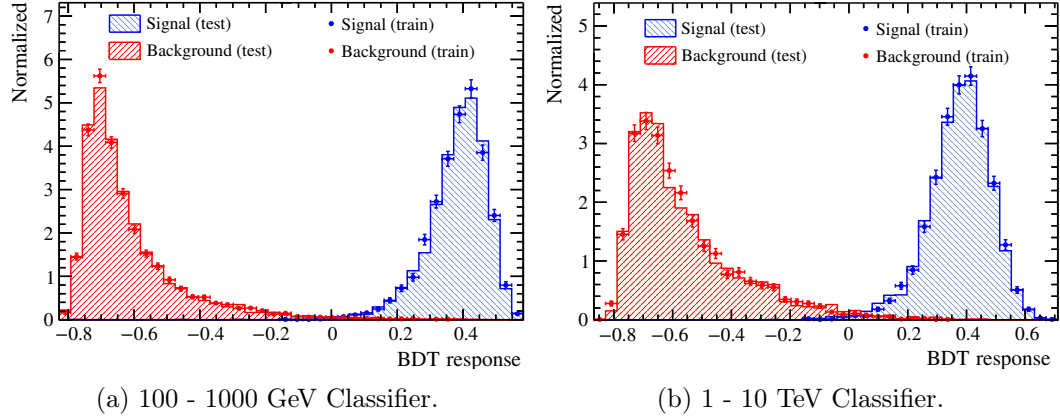 Normalized
7
6
5
4
3
2
1
0
Signal (test)
Signal (train)
Background (test)
Background (train)
−0.8 −0.6 −0.4 −0.2 0 0.2 0.4
BDT response
(a) 100 - 1000 GeV Classifier.
Normalized
5
4
3
2
1
0
Signal (test)
Signal (train)
Background (test)
Background (train)
−0.8 −0.6 −0.4 −0.2 0 0.2 0.4 0.6
BDT response
(b) 1 - 10 TeV Classifier.